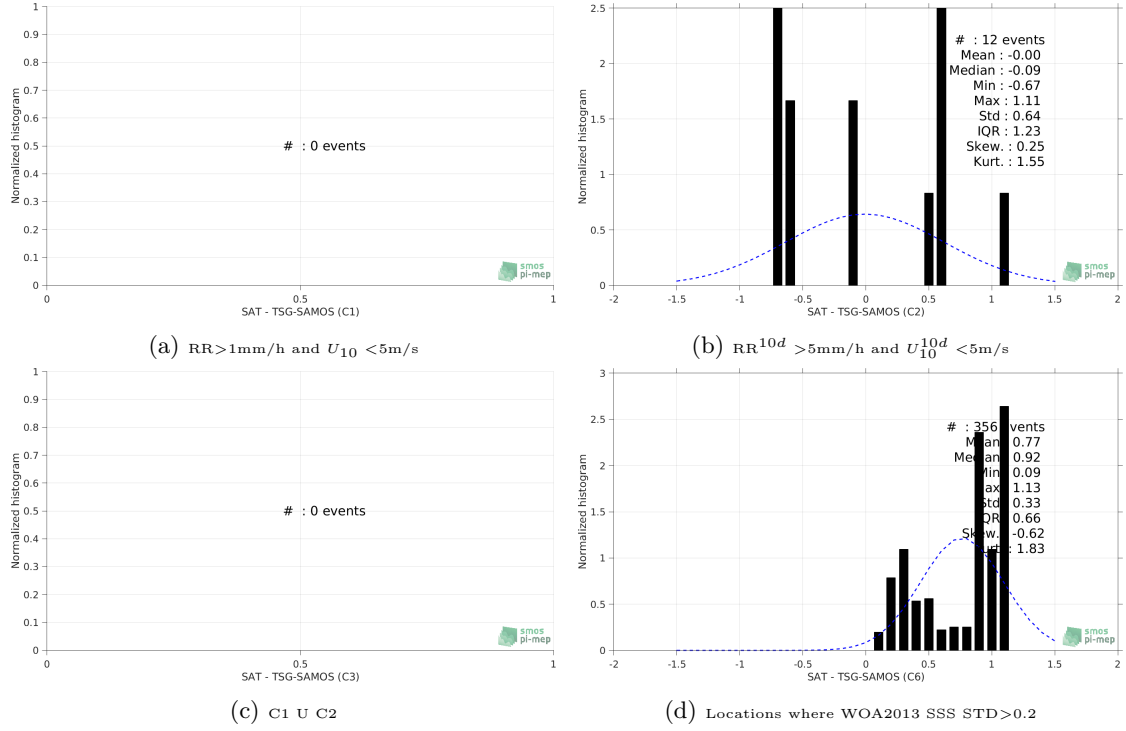 1
0.9
0.8
0.7
0.6
0.5
0.4
0.3
0.2
0.1
0
Normalized histogram
# : 0 events
smos
pi-mep
0 0.5 1
SAT - TSG-SAMOS (C1)
(a) RR>1mm/h and U10 <5m/s
2.5
2
1.5
1
0.5
0
Normalized histogram
# : 12 events
Mean : -0.00
Median : -0.09
Min : -0.67
Max : 1.11
Std : 0.64
IQR : 1.23
Skew. : 0.25
Kurt. : 1.55
smos
pi-mep
-2 -1.5 -1 -0.5 0 0.5 1 1.5 2
SAT - TSG-SAMOS (C2)
(b) RR10d >5mm/h and U10d10 <5m/s
1
0.9
0.8
0.7
0.6
0.5
0.4
0.3
0.2
0.1
0
Normalized histogram
# : 0 events
smos
pi-mep
0 0.5 1
SAT - TSG-SAMOS (C3)
(c) C1 U C2
3
2.5
2
1.5
1
0.5
0
Normalized histogram
# : 356 events
Mean : 0.77
Median : 0.92
Min : 0.09
Max : 1.13
Std : 0.33
IQR : 0.66
Skew. : -0.62
Kurt. : 1.83
smos
pi-mep
-2 -1.5 -1 -0.5 0 0.5 1 1.5 2
SAT - TSG-SAMOS (C6)
(d) Locations where WOA2013 SSS STD>0.2